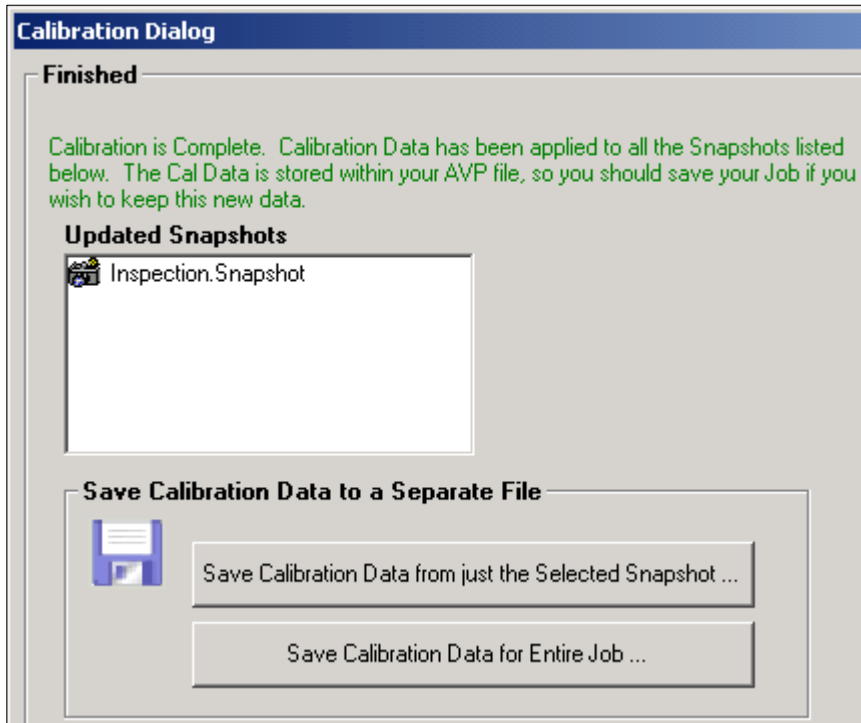 Calibration Dialog
Finished
Calibration is Complete.  Calibration Data has been applied to all the Snapshots listed
below.  The Cal Data is stored within your AVP file, so you should save your Job if you
wish to keep this new data.
Updated Snapshots
Inspection.Snapshot
Save Calibration Data to a Separate File
Save Calibration Data from just the Selected Snapshot ...
Save Calibration Data for Entire Job ...